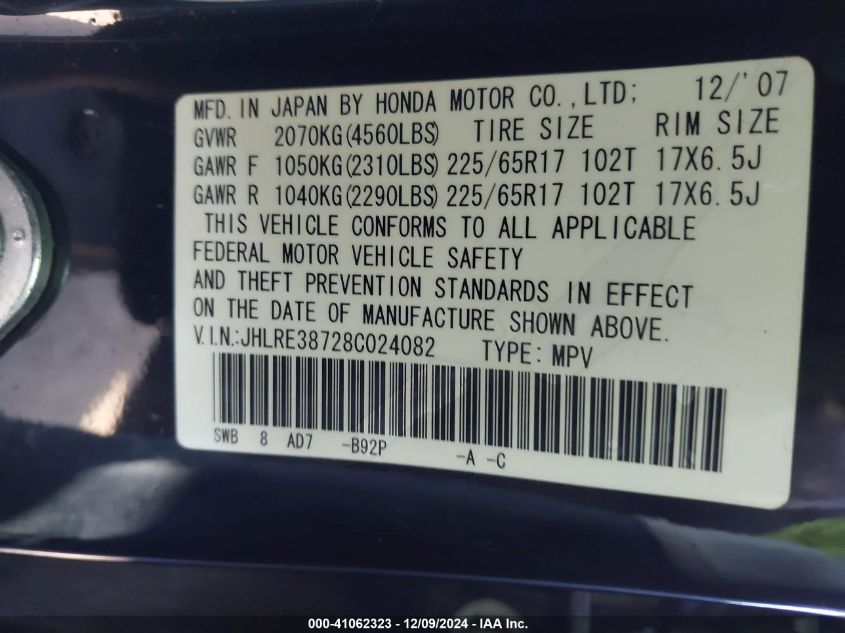 MFD. IN JAPAN BY HONDA MOTOR CO.,LTD; 12/'07
GVWR 2070KG(4560LBS) TIRE SIZE RIM SIZE
GAWR F 1050KG(2310LBS) 225/65R17 102T 17X6.5J
GAWR R 1040KG(2290LBS) 225/65R17 102T 17X6.5J
THIS VEHICLE CONFORMS TO ALL APPLICABLE
FEDERAL MOTOR VEHICLE SAFETY
AND THEFT PREVENTION STANDARDS IN EFFECT
ON THE DATE OF MANUFACTURE SHOWN ABOVE.
V.I.N.:JHLRE38728C024082 TYPE: MPV
SWB 8 AD7 -B92P -A -C
000-41062323 - 12/09/2024 - IAA Inc.